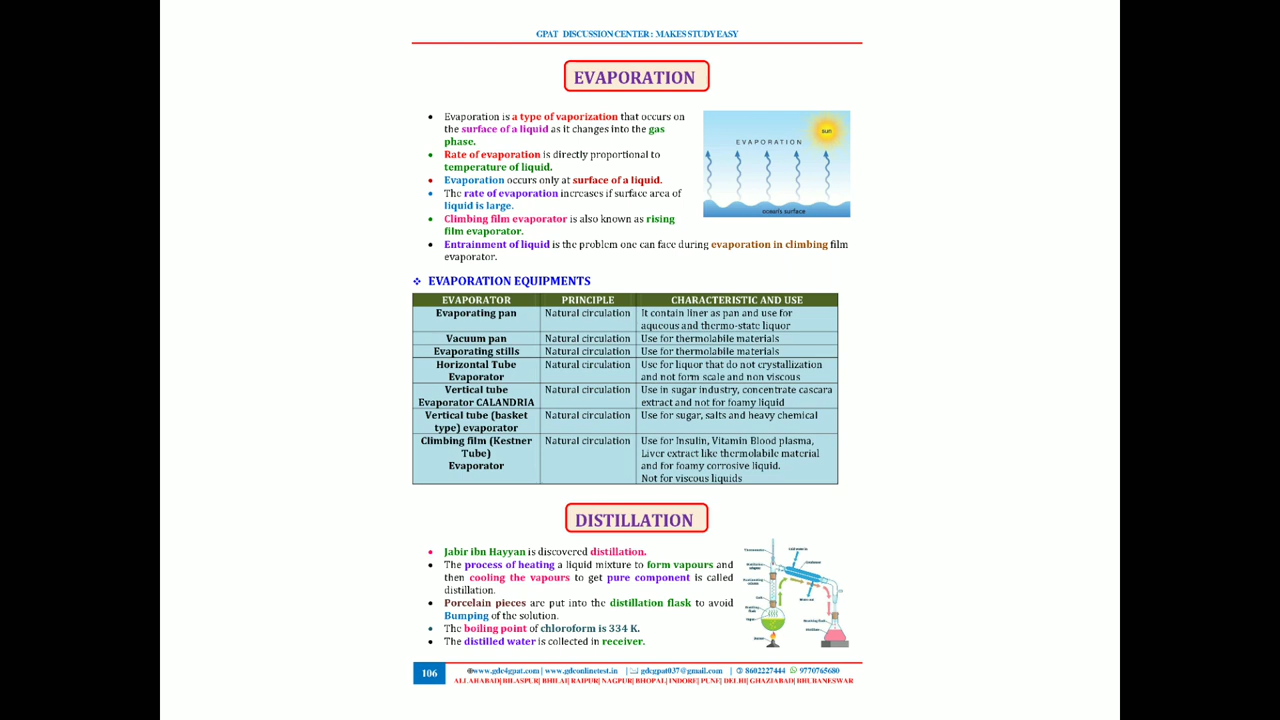 GPAT DISCUSSION CENTER : MAKES STUDY EASY
EVAPORATION
• Evaporation is a type of vaporization that occurs on
the surface of a liquid as it changes into the gas
phase.
• Rate of evaporation is directly proportional to
temperature of liquid.
• Evaporation occurs only at surface of a liquid.
• The rate of evaporation increases if surface area of
liquid is large.
• Climbing film evaporator is also known as rising
film evaporator.
• Entrainment of liquid is the problem one can face during evaporation in climbing film
evaporator.
sun
EVAPORATION
ocean's surface
❖ EVAPORATION EQUIPMENTS
EVAPORATOR PRINCIPLE CHARACTERISTIC AND USE
Evaporating pan Natural circulation It contain liner as pan and use for
aqueous and thermo-state liquor
Vacuum pan Natural circulation Use for thermolabile materials
Evaporating stills Natural circulation Use for thermolabile materials
Horizontal Tube Natural circulation Use for liquor that do not crystallization
Evaporator and not form scale and non viscous
Vertical tube Natural circulation Use in sugar industry, concentrate cascara
Evaporator CALANDRIA extract and not for foamy liquid
Vertical tube (basket Natural circulation Use for sugar, salts and heavy chemical
type) evaporator
Climbing film (Kestner Natural circulation Use for Insulin, Vitamin Blood plasma,
Tube) Liver extract like thermolabile material
Evaporator and for foamy corrosive liquid.
Not for viscous liquids
DISTILLATION
• Jabir ibn Hayyan is discovered distillation.
• The process of heating a liquid mixture to form vapours and
then cooling the vapours to get pure component is called
distillation.
• Porcelain pieces are put into the distillation flask to avoid
Bumping of the solution.
• The boiling point of chloroform is 334 K.
• The distilled water is collected in receiver.
106
www.gdc4gpat.com | www.gdconlinetest.in | gdcgpat037@gmail.com | 8602227444 9770765680
ALLAHABAD| BILASPUR| BHILAI| RAIPUR| NAGPUR| BHOPAL| INDORE| PUNE| DELHI| GHAZIABAD| BHUBANESWAR